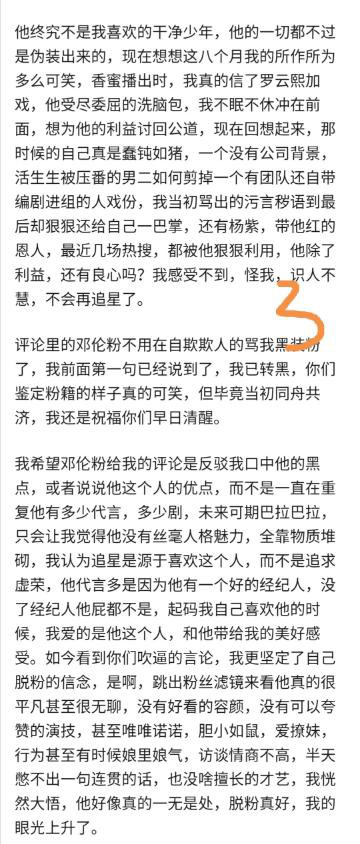 他终究不是我喜欢的干净少年，他的一切都不过
是伪装出来的，现在想想这八个月我的所作所为
多么可笑，香蜜播出时，我真的信了罗云熙加
戏，他受尽委屈的洗脑包，我不眠不休冲在前
面，想为他的利益讨回公道，现在回想起来，那
时候的自己真是蠢钝如猪，一个没有公司背景，
活生生被压番的男二如何剪掉一个有团队还自带
编剧进组的人戏份，我当初骂出的污言秽语到最
后却狠狠还给自己一巴掌，还有杨紫，带他红的
恩人，最近几场热搜，都被他狠狠利用，他除了
利益，还有良心吗？我感受不到，怪我，识人不
慧，不会再追星了。
评论里的邓伦粉不用在自欺欺人的骂我黑装粉
了，我前面第一句已经说到了，我已转黑，你们
鉴定粉籍的样子真的可笑，但毕竟当初同舟共
济，我还是祝福你们早日清醒。
我希望邓伦粉给我的评论是反驳我口中他的黑
点，或者说说他这个人的优点，而不是一直在重
复他有多少代言，多少剧，未来可期巴拉巴拉，
只会让我觉得他没有丝毫人格魅力，全靠物质堆
砌，我认为追星是源于喜欢这个人，而不是追求
虚荣，他代言多是因为他有一个好的经纪人，没
了经纪人他屁都不是，起码我自己喜欢他的时
候，我爱的是他这个人，和他带给我的美好感
受。如今看到你们吹逼的言论，我更坚定了自己
脱粉的信念，是啊，跳出粉丝滤镜来看他真的很
平凡甚至很无聊，没有好看的容颜，没有可以夸
赞的演技，甚至唯唯诺诺，胆小如鼠，爱撩妹，
行为甚至有时候娘里娘气，访谈情商不高，半天
憋不出一句连贯的话，也没啥擅长的才艺，我恍
然大悟，他好像真的一无是处，脱粉真好，我的
眼光上升了。